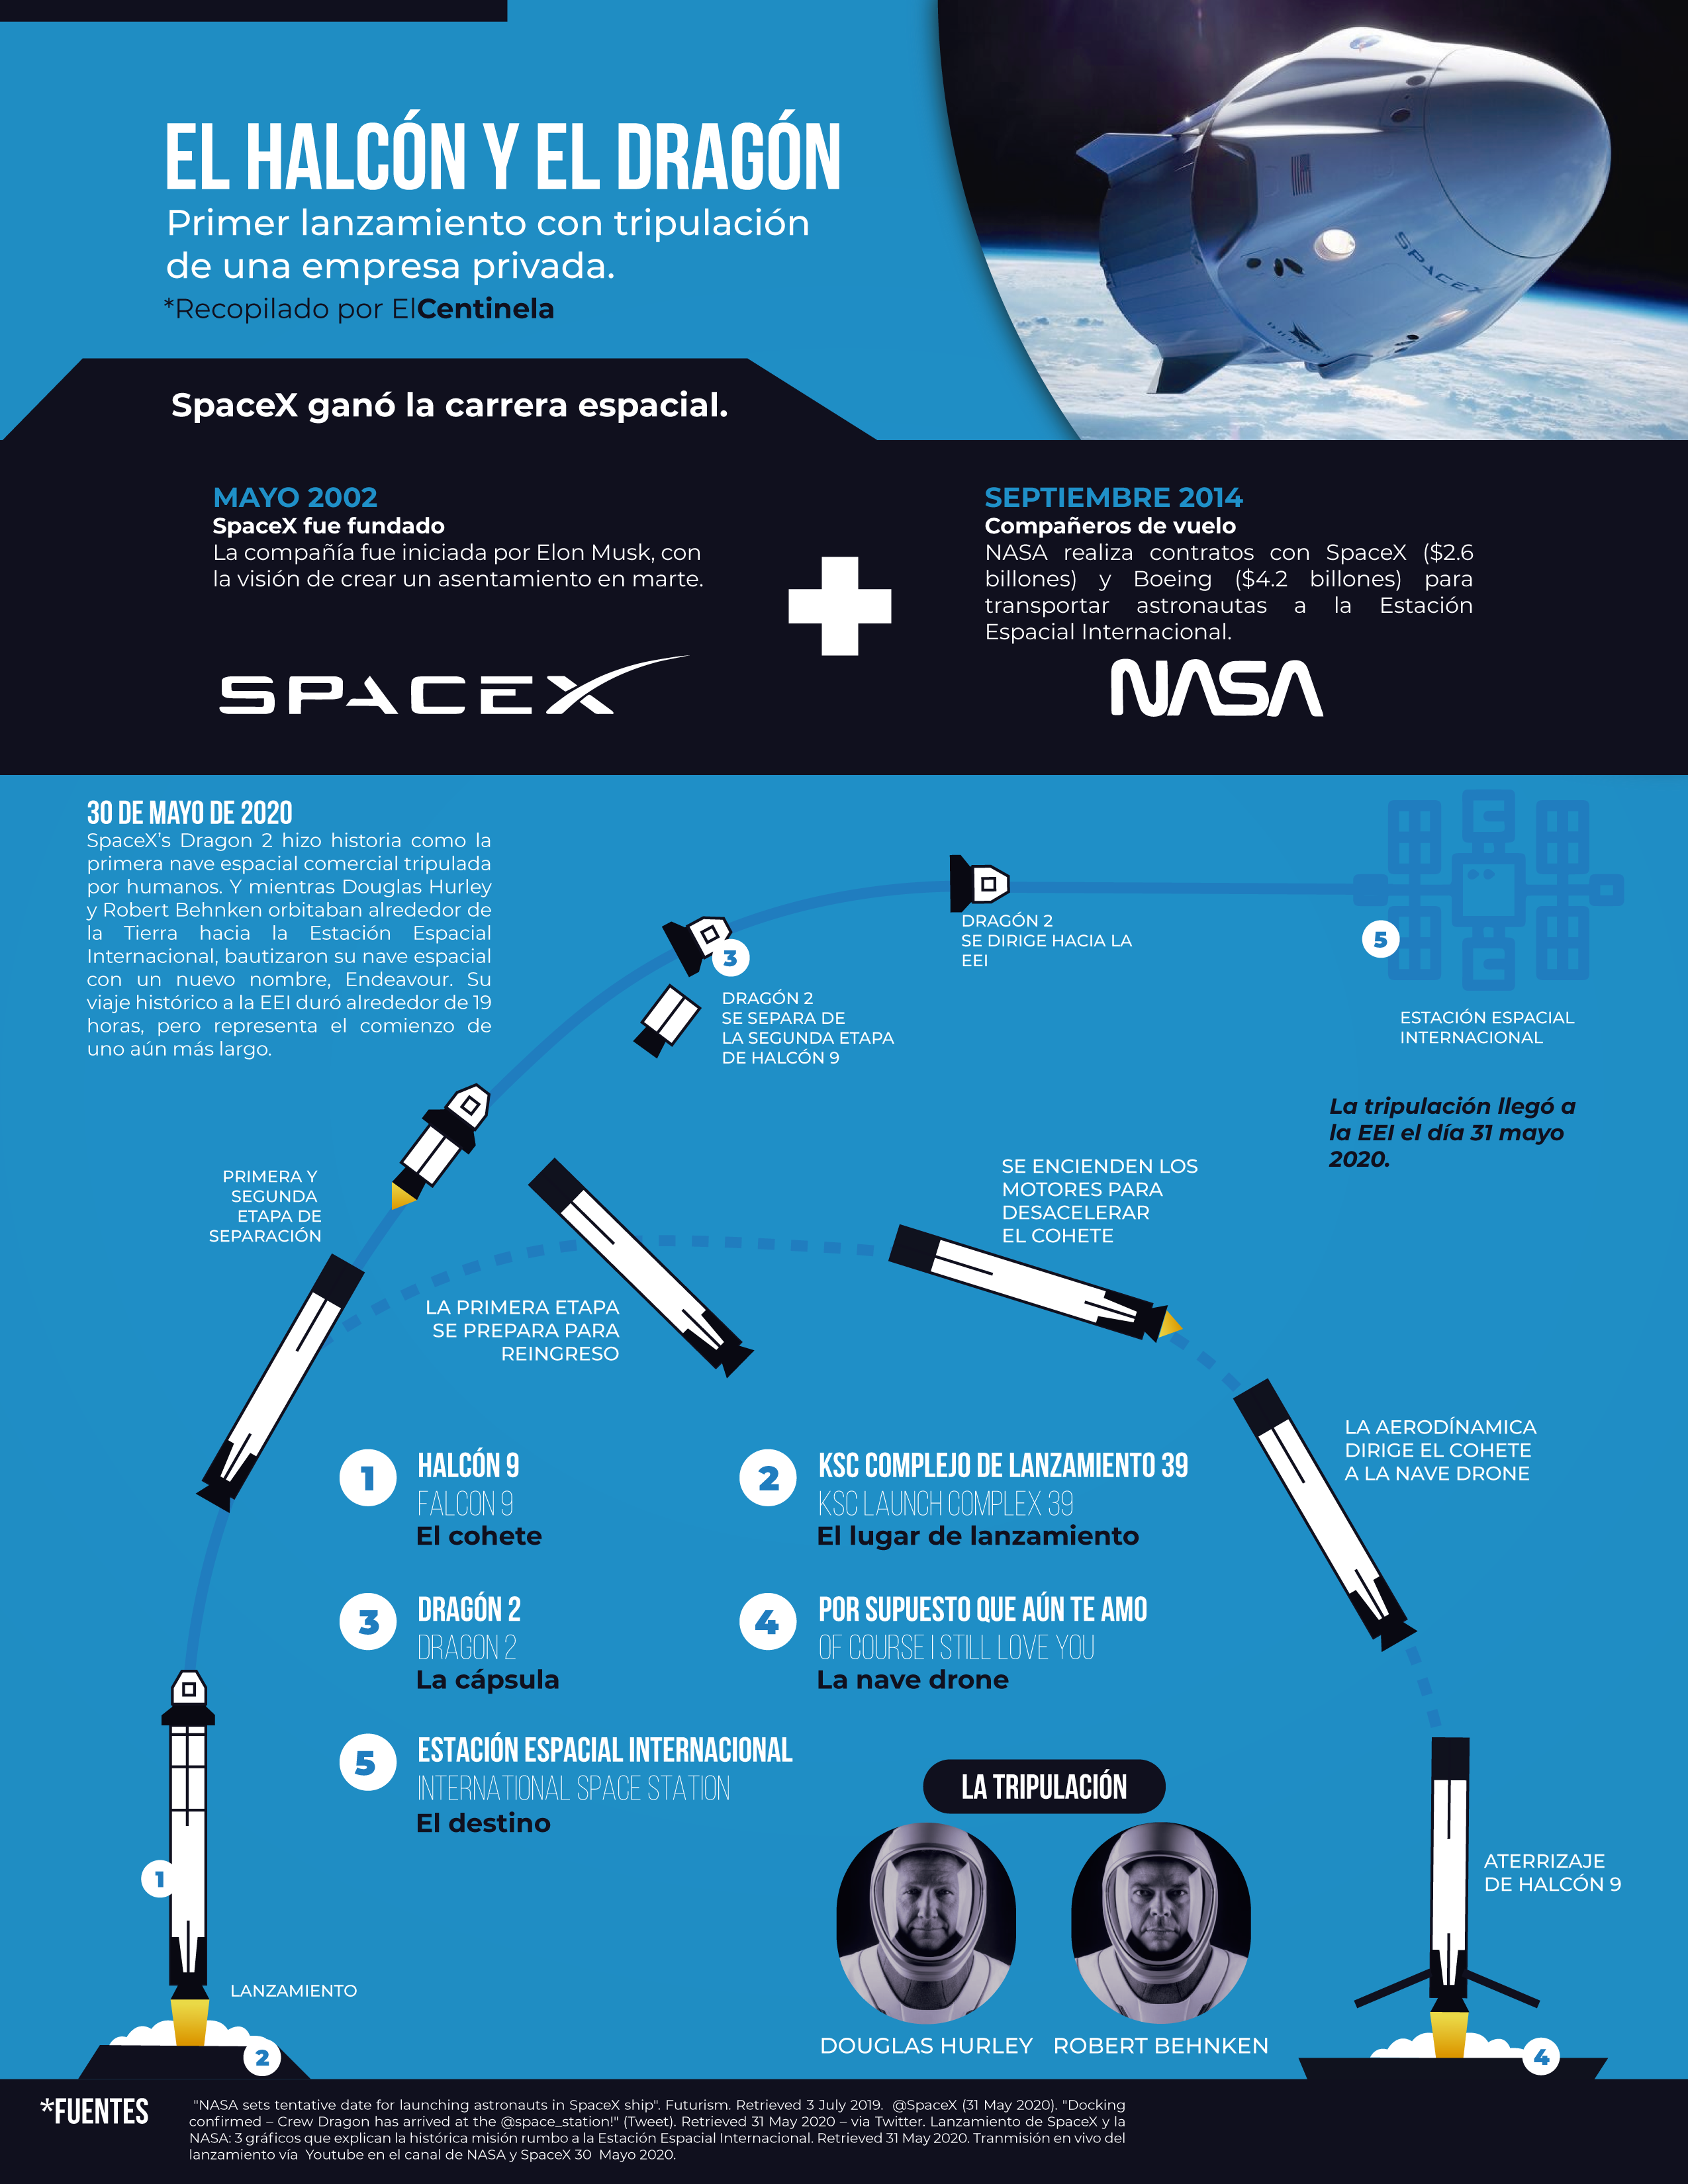 EL HALCÓN Y EL DRAGÓN
Primer lanzamiento con tripulación
de una empresa privada.
*Recopilado por ElCentinela
SPACEX
SpaceX ganó la carrera espacial.
MAYO 2002
SpaceX fue fundado
La compañía fue iniciada por Elon Musk, con
la visión de crear un asentamiento en marte.
SPACEX
SEPTIEMBRE 2014
Compañeros de vuelo
NASA realiza contratos con SpaceX ($2.6
billones) y Boeing ($4.2 billones) para
transportar astronautas a la Estación
Espacial Internacional.
NASA
30 DE MAYO DE 2020
SpaceX's Dragon 2 hizo historia como la
primera nave espacial comercial tripulada
por humanos. Y mientras Douglas Hurley
y Robert Behnken orbitaban alrededor de
la Tierra hacia la Estación Espacial
Internacional, bautizaron su nave espacial
con un nuevo nombre, Endeavour. Su
viaje histórico a la EEI duró alrededor de 19
horas, pero representa el comienzo de
uno aún más largo.
3
DRAGÓN 2
SE SEPARA DE
LA SEGUNDA ETAPA
DE HALCÓN 9
DRAGÓN 2
SE DIRIGE HACIA LA
EEI
5
ESTACIÓN ESPACIAL
INTERNACIONAL
La tripulación llegó a
la EEI el día 31 mayo
2020.
PRIMERA Y
SEGUNDA
ETAPA DE
SEPARACIÓN
LA PRIMERA ETAPA
SE PREPARA PARA
REINGRESO
SE ENCIENDEN LOS
MOTORES PARA
DESACELERAR
EL COHETE
LA AERODÍNAMICA
DIRIGE EL COHETE
A LA NAVE DRONE
1
HALCÓN 9
FALCON 9
El cohete
2
KSC COMPLEJO DE LANZAMIENTO 39
KSC LAUNCH COMPLEX 39
El lugar de lanzamiento
3
DRAGÓN 2
DRAGON 2
La cápsula
4
POR SUPUESTO QUE AÚN TE AMO
OF COURSE I STILL LOVE YOU
La nave drone
5
ESTACIÓN ESPACIAL INTERNACIONAL
INTERNATIONAL SPACE STATION
El destino
LA TRIPULACIÓN
DOUGLAS HURLEY
ROBERT BEHNKEN
1
LANZAMIENTO
2
ATERRIZAJE
DE HALCÓN 9
4
*FUENTES
"NASA sets tentative date for launching astronauts in SpaceX ship". Futurism. Retrieved 3 July 2019. @SpaceX (31 May 2020). "Docking
confirmed – Crew Dragon has arrived at the @space_station!" (Tweet). Retrieved 31 May 2020 – via Twitter. Lanzamiento de SpaceX y la
NASA: 3 gráficos que explican la histórica misión rumbo a la Estación Espacial Internacional. Retrieved 31 May 2020. Tranmisión en vivo del
lanzamiento vía Youtube en el canal de NASA y SpaceX 30 Mayo 2020.